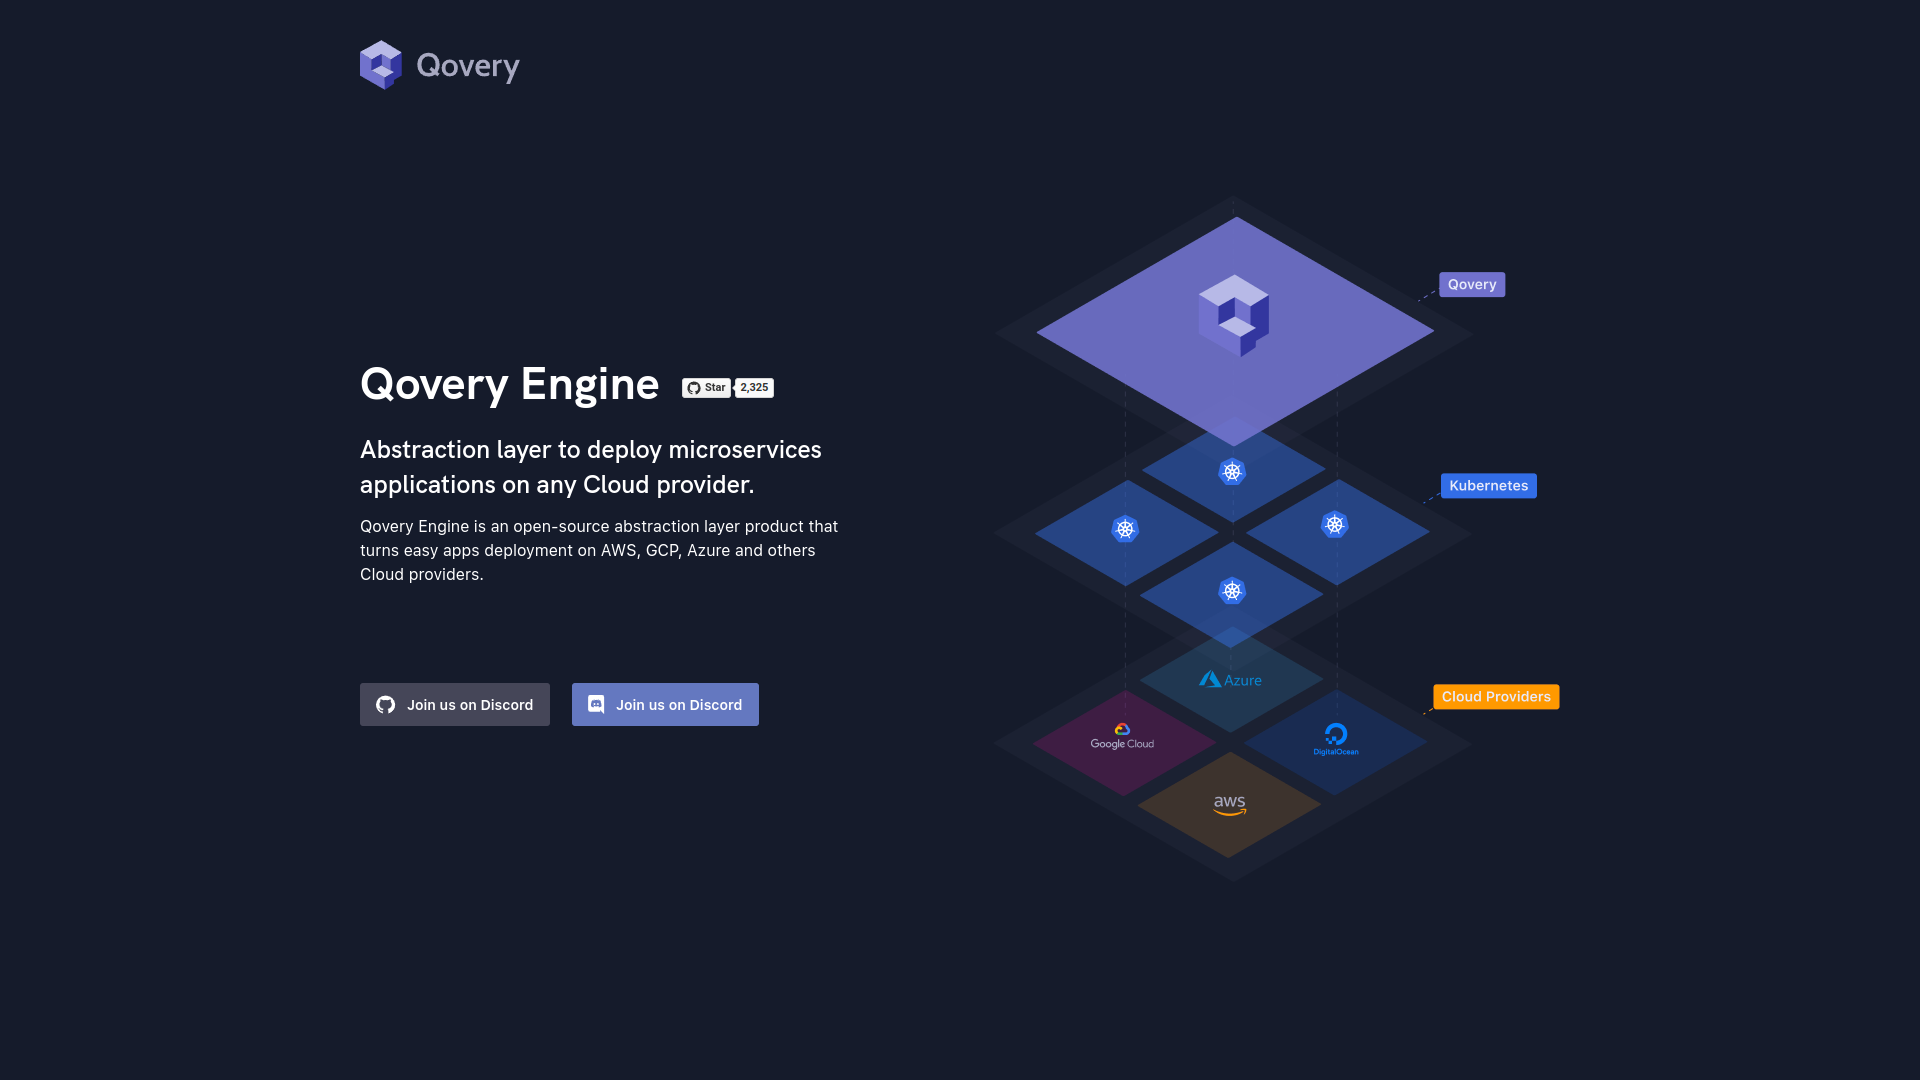 Qovery
Qovery Engine
Star
2,325
Abstraction layer to deploy microservices
applications on any Cloud provider.
Qovery Engine is an open-source abstraction layer product that
turns easy apps deployment on AWS, GCP, Azure and others
Cloud providers.
Join us on Discord
Join us on Discord
Qovery
Kubernetes
Cloud Providers
Azure
Google Cloud
DigitalOcean
aws